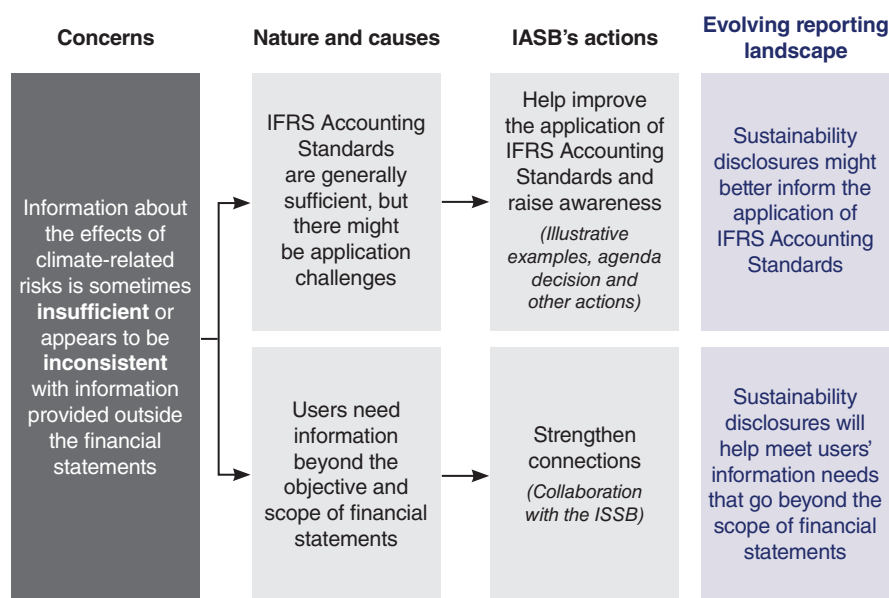 Concerns
Nature and causes
IASB's actions
Evolving reporting
landscape
Information about
the effects of
climate-related
risks is sometimes
insufficient or
appears to be
inconsistent
with information
provided outside
the financial
statements
IFRS Accounting
Standards
are generally
sufficient, but
there might
be application
challenges
Help improve
the application of
IFRS Accounting
Standards and
raise awareness
(Illustrative
examples, agenda
decision and
other actions)
Sustainability
disclosures might
better inform the
application of
IFRS Accounting
Standards
Users need
information
beyond the
objective and
scope of financial
statements
Strengthen
connections
(Collaboration
with the ISSB)
Sustainability
disclosures will
help meet users'
information needs
that go beyond the
scope of financial
statements